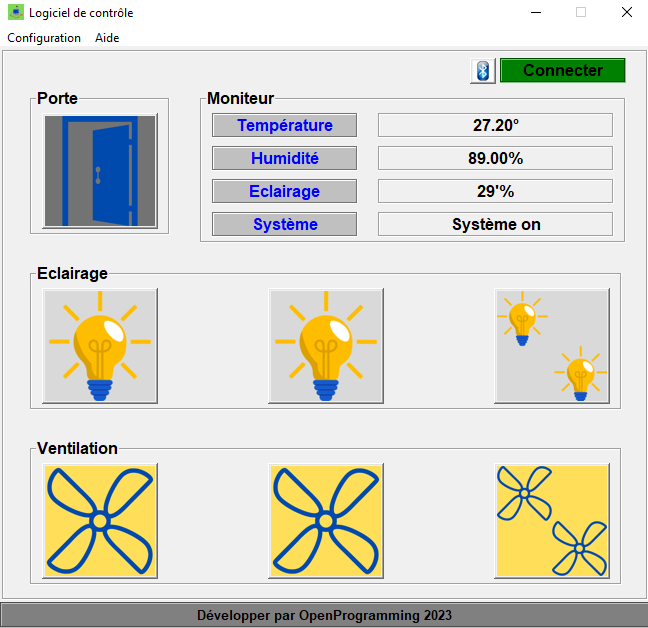 Logiciel de contrôle
Configuration Aide
Connecter
Porte
Moniteur
Température 27.20°
Humidité 89.00%
Eclairage 29'%
Système Système on
Eclairage
Ventilation
Développer par OpenProgramming 2023